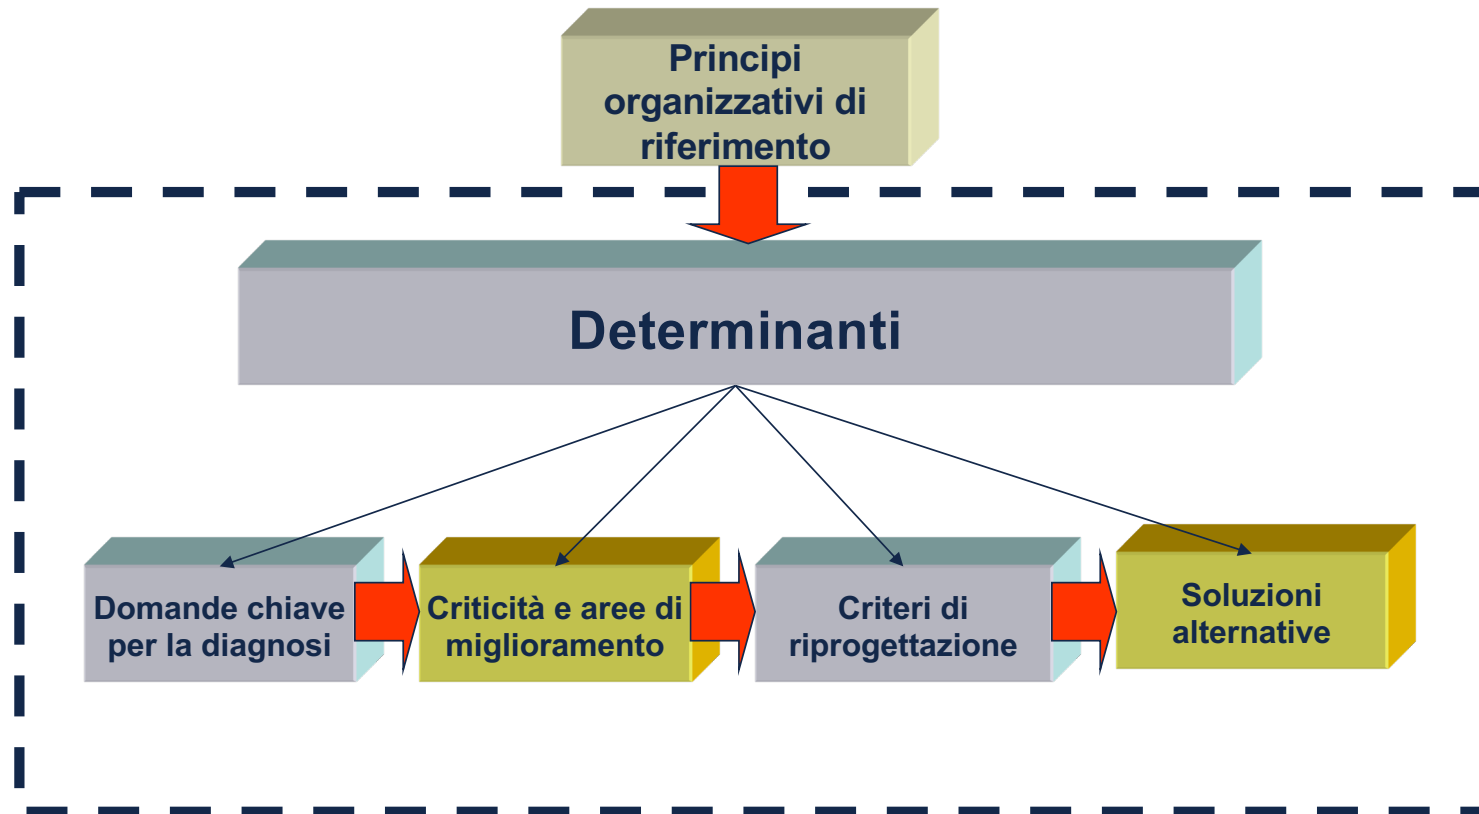 Principi
organizzativi di
riferimento
Determinanti
Domande chiave
per la diagnosi
Criticità e aree di
miglioramento
Criteri di
riprogettazione
Soluzioni
alternative